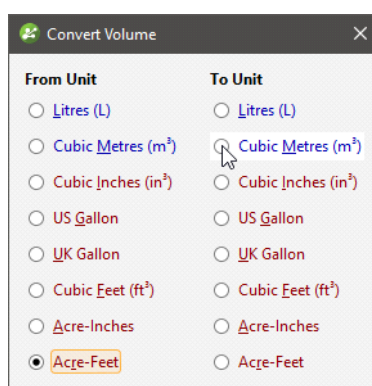 Convert Volume
From Unit To Unit
Litres (L) Litres (L)
Cubic Metres (m³) Cubic Metres (m³)
Cubic Inches (in³) Cubic Inches (in³)
US Gallon US Gallon
UK Gallon UK Gallon
Cubic Feet (ft³) Cubic Feet (ft³)
Acre-Inches Acre-Inches
Acre-Feet Acre-Feet